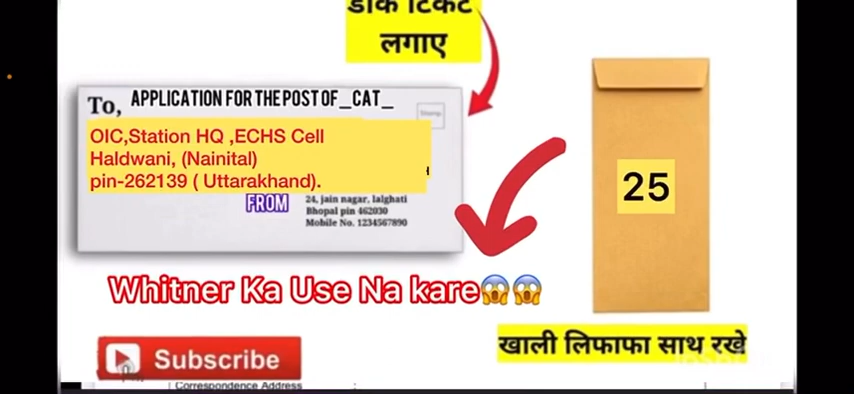 डाक टिकट
लगाए
To, APPLICATION FOR THE POST OF _CAT_
Stamp
OIC,Station HQ ,ECHS Cell
Haldwani, (Nainital)
pin-262139 ( Uttarakhand).
FROM
24, jain nagar, lalghati
Bhopal pin 462030
Mobile No. 1234567890
25
Whitner Ka Use Na kare😱😱
खाली लिफाफा साथ रखे
Subscribe
Correspondence Address